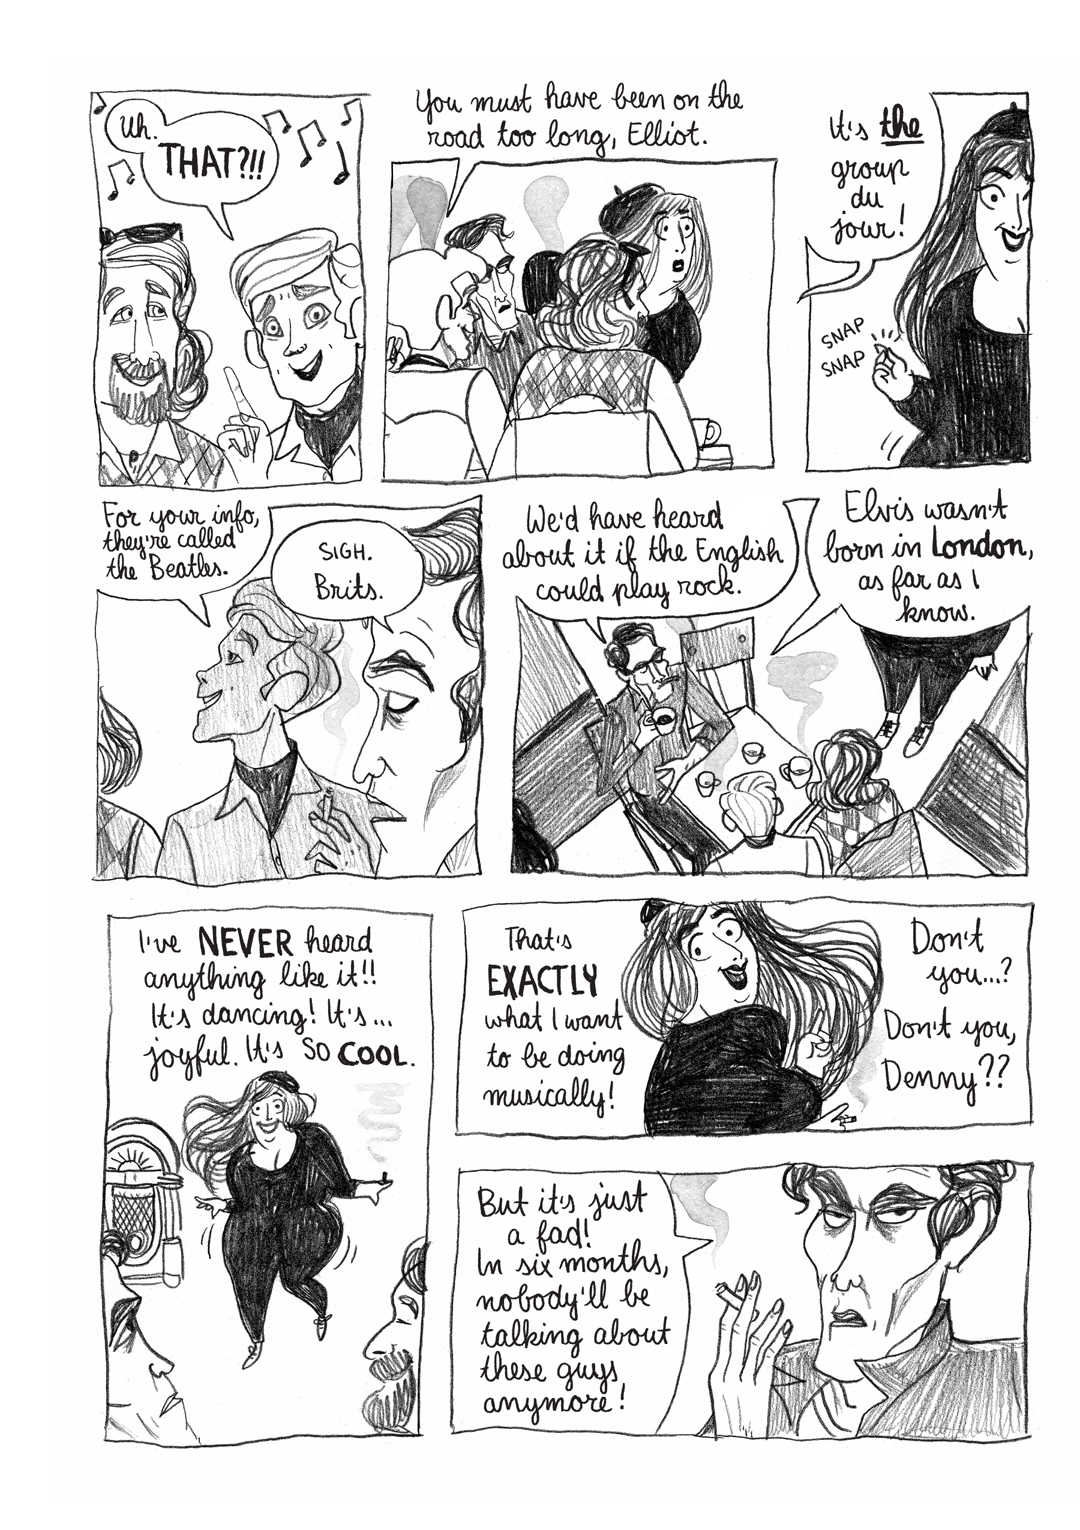 Uh.
THAT?!!
You must have been on the
road too long, Elliot.
It's the
group
du
jour!
SNAP
SNAP
For your info,
they're called
the Beatles.
SIGH.
Brits.
We'd have heard
about it if the English
could play rock.
Elvis wasn't
born in London,
as far as I
know.
I've NEVER heard
anything like it!!
It's dancing! It's...
joyful. It's SO COOL.
That's
EXACTLY
what I want
to be doing
musically!
Don't
you...?
Don't you,
Denny??
But it's just
a fad!
In six months,
nobody'll be
talking about
these guys
anymore!